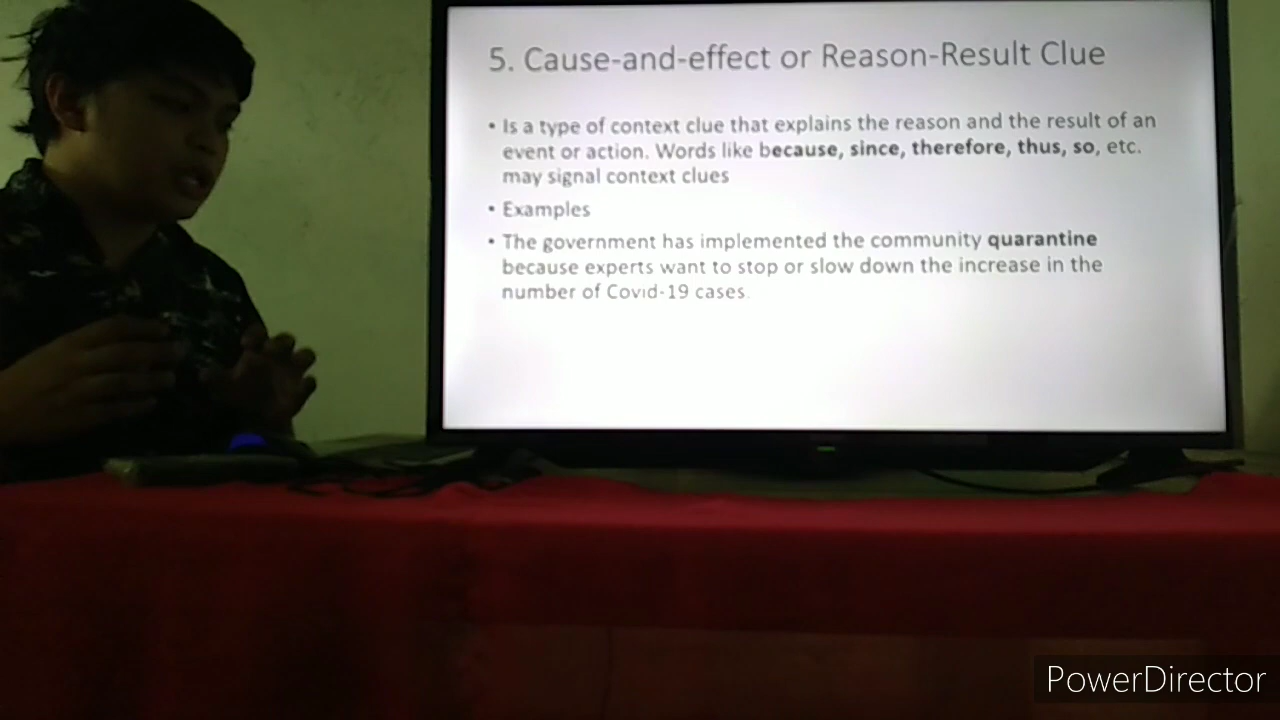 5. Cause-and-effect or Reason-Result Clue
• Is a type of context clue that explains the reason and the result of an
event or action. Words like because, since, therefore, thus, so, etc.
may signal context clues
• Examples
• The government has implemented the community quarantine
because experts want to stop or slow down the increase in the
number of Covid-19 cases.
PowerDirector